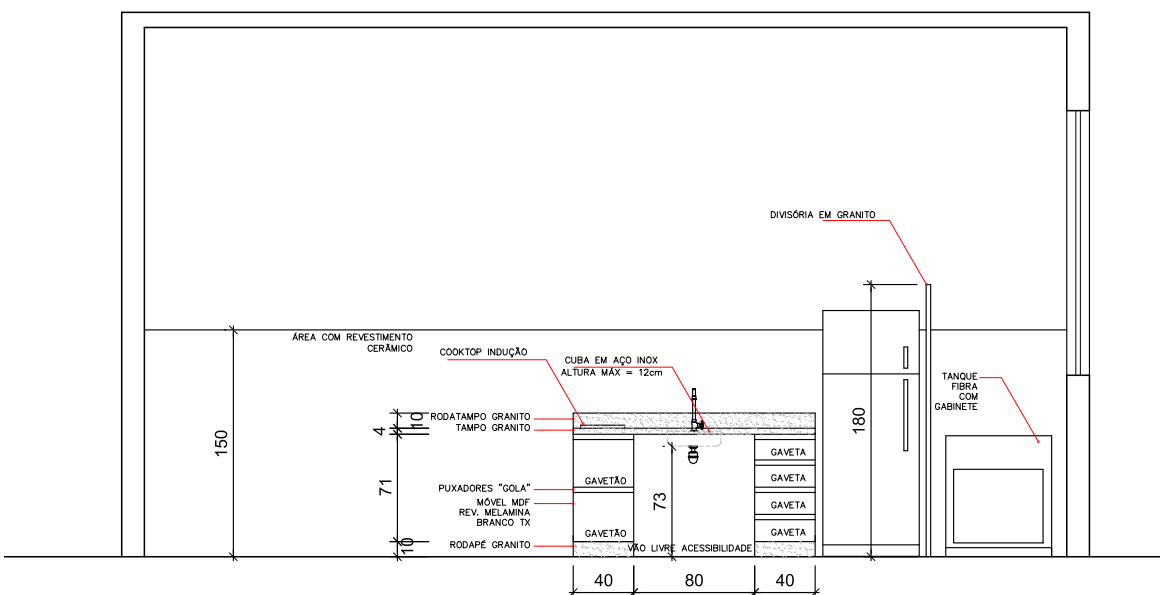 DIVISÓRIA EM GRANITO
ÁREA COM REVESTIMENTO
CERÂMICO
COOKTOP INDUÇÃO
CUBA EM AÇO INOX
ALTURA MÁX = 12cm
TANQUE
FIBRA
COM
GABINETE
180
150
10
RODATAMPO GRANITO
4
TAMPO GRANITO
71
73
GAVETA
GAVETA
GAVETA
GAVETA
GAVETÃO
GAVETÃO
PUXADORES "GOLA"
MÓVEL MDF
REV. MELAMINA
BRANCO TX
10
RODAPÉ GRANITO
VÃO LIVRE ACESSIBILIDADE
40
80
40